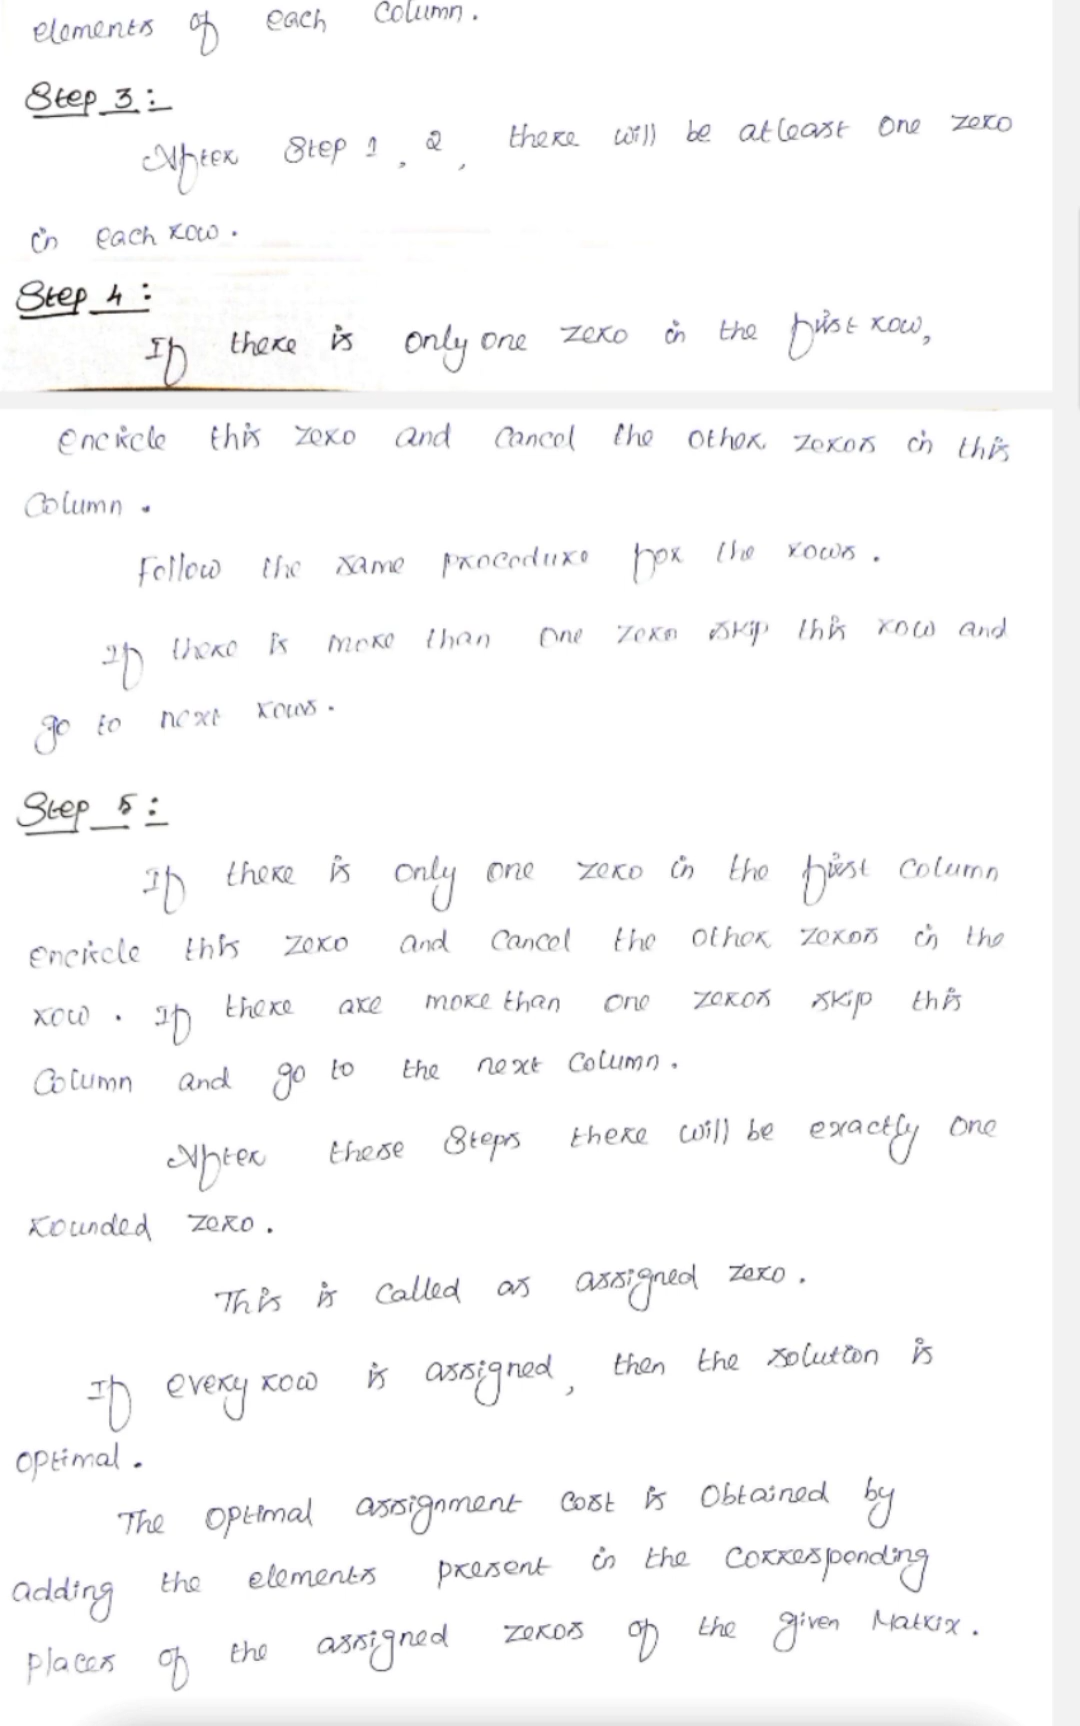 elements of each column.
Step 3 :
After Step 1, 2, there will be atleast one zero
in each row.
Step 4 :
If there is only one zero in the first row,
encircle this zero and cancel the other zeros in this
column.
Follow the same procedure for the rows.
If there is more than one zero skip this row and
go to next rows.
Step 5 :
If there is only one zero in the first column
encircle this zero and cancel the other zeros in the
row. If there are more than one zeros skip this
column and go to the next column.
After these steps there will be exactly one
rounded zero.
This is called as assigned zero.
If every row is assigned, then the solution is
optimal.
The optimal assignment cost is obtained by
adding the elements present in the corresponding
places of the assigned zeros of the given Matrix.